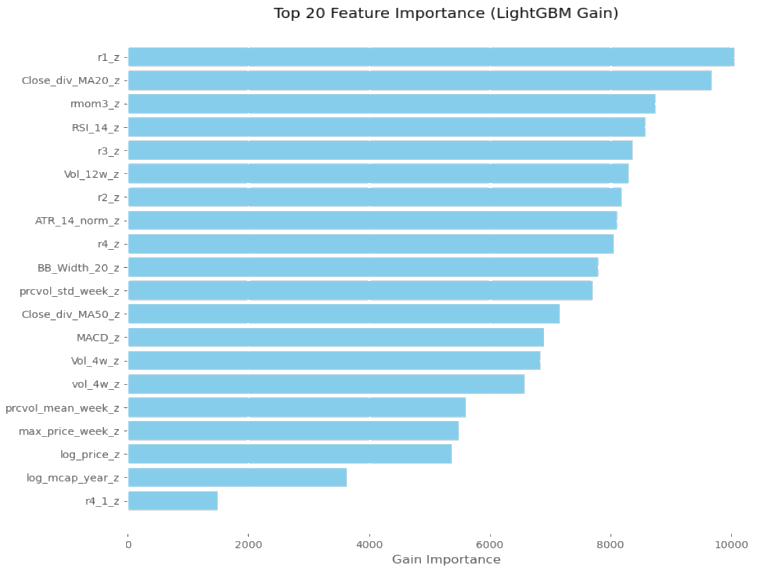 Top 20 Feature Importance (LightGBM Gain)
r1_z
Close_div_MA20_z
rmom3_z
RSI_14_z
r3_z
Vol_12w_z
r2_z
ATR_14_norm_z
r4_z
BB_Width_20_z
prcvol_std_week_z
Close_div_MA50_z
MACD_z
Vol_4w_z
vol_4w_z
prcvol_mean_week_z
max_price_week_z
log_price_z
log_mcap_year_z
r4_1_z
0 2000 4000 6000 8000 10000
Gain Importance